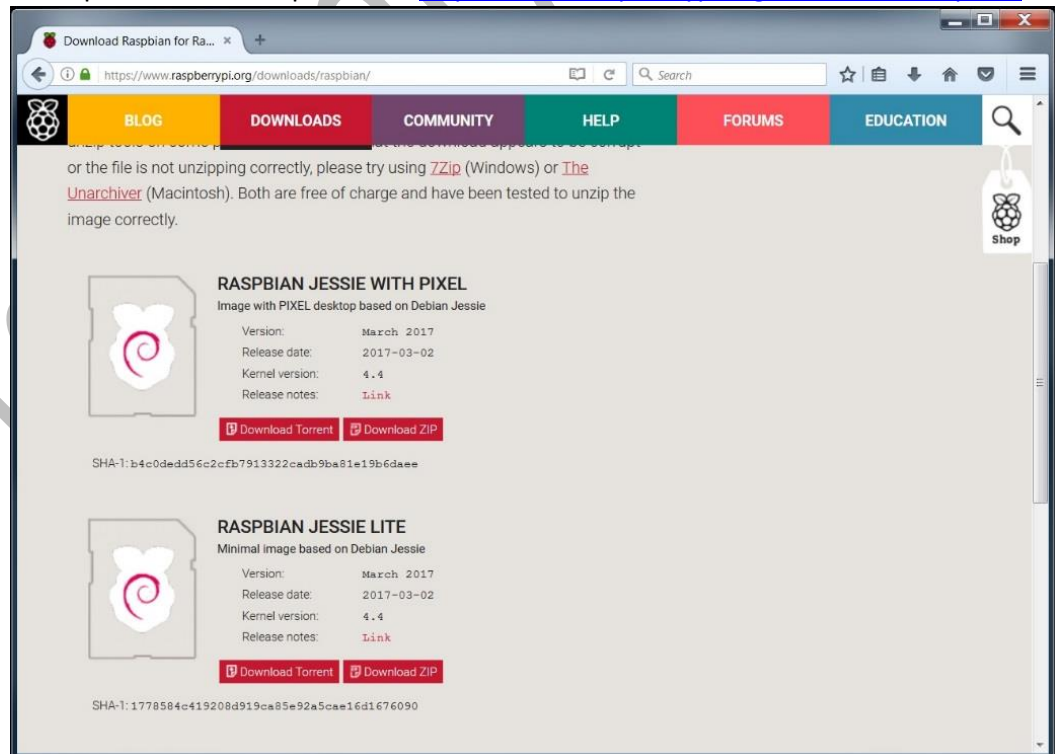 Download Raspbian for Ra... × +
https://www.raspberrypi.org/downloads/raspbian/
Search
BLOG DOWNLOADS COMMUNITY HELP FORUMS EDUCATION
or the file is not unzipping correctly, please try using 7Zip (Windows) or The
Unarchiver (Macintosh). Both are free of charge and have been tested to unzip the
image correctly.
Shop
RASPBIAN JESSIE WITH PIXEL
Image with PIXEL desktop based on Debian Jessie
Version: March 2017
Release date: 2017-03-02
Kernel version: 4.4
Release notes: Link
Download Torrent Download ZIP
SHA-1: b4c0dedd56c2cfb7913322cadb9ba81e19b6daee
RASPBIAN JESSIE LITE
Minimal image based on Debian Jessie
Version: March 2017
Release date: 2017-03-02
Kernel version: 4.4
Release notes: Link
Download Torrent Download ZIP
SHA-1: 1778584c419208d919ca85e92a5cae16d1676090